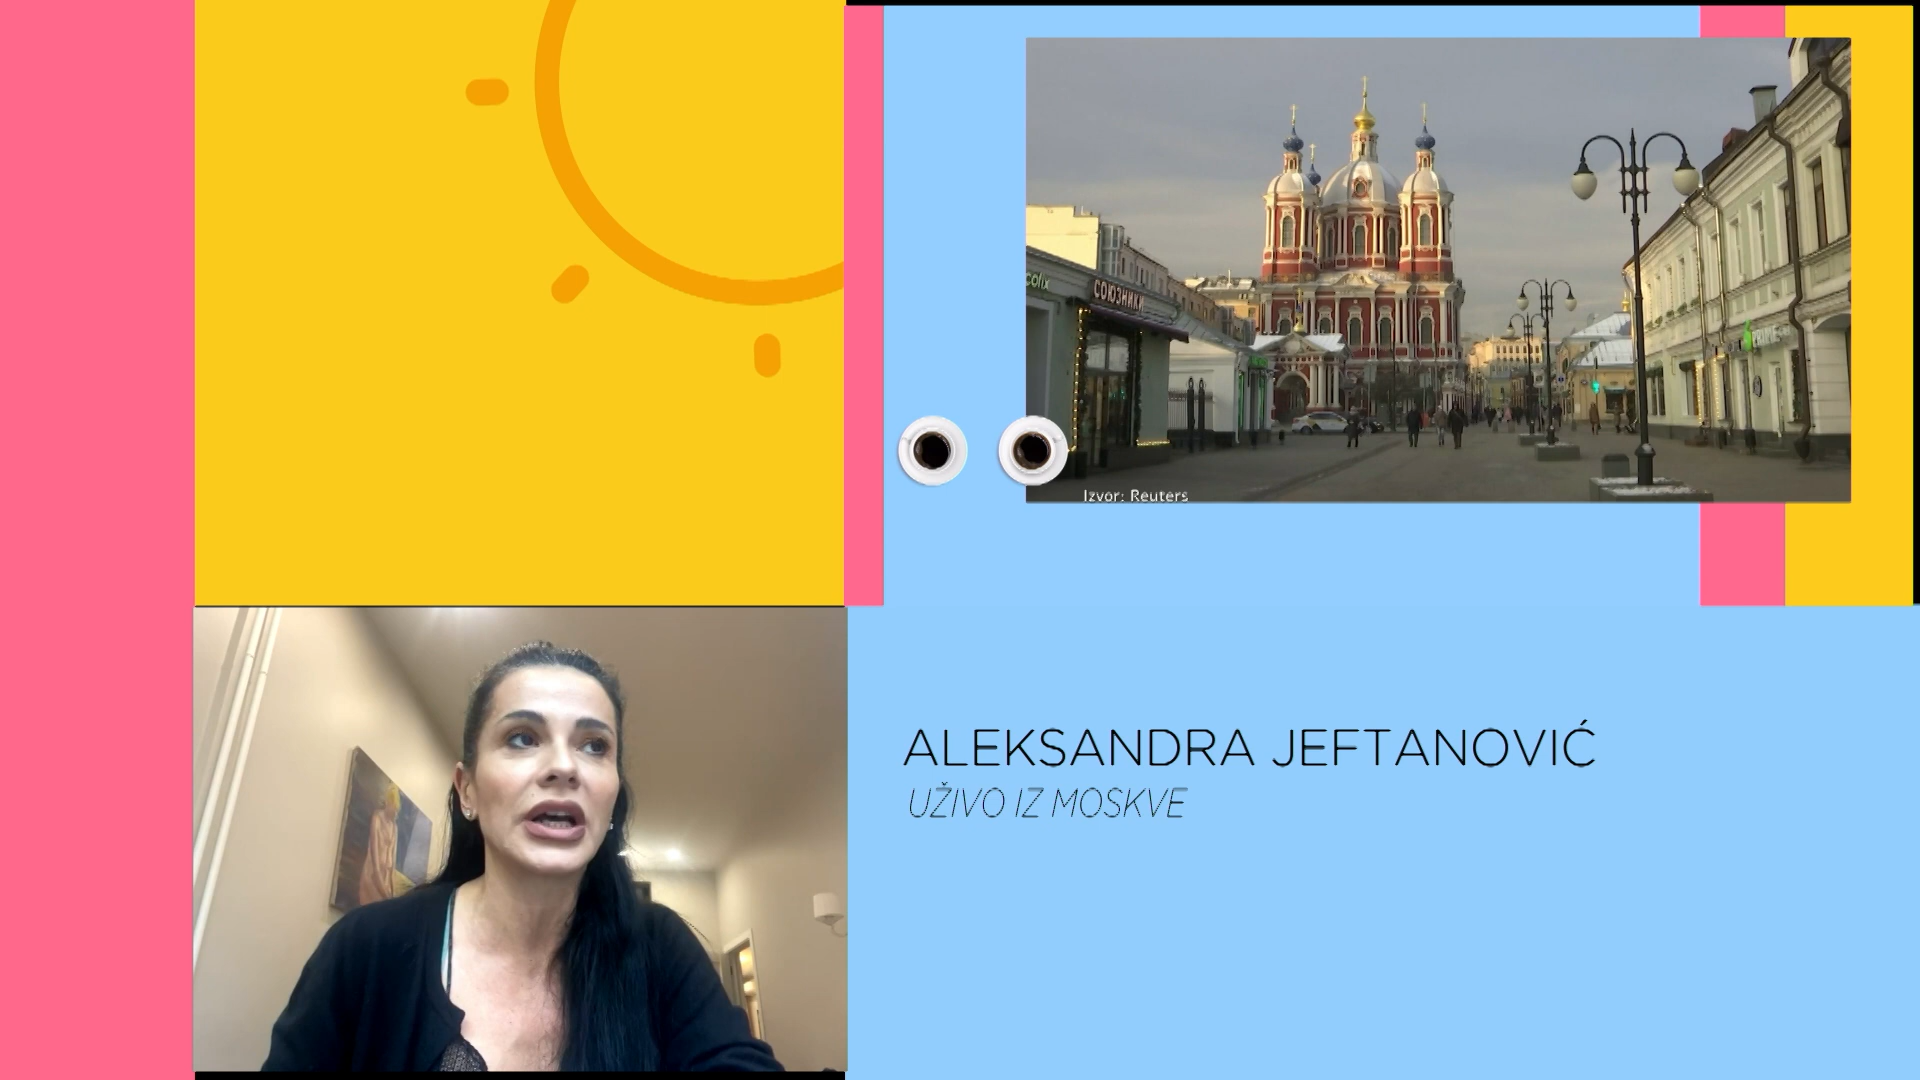 СОЮЗНИКИ
Izvor: Reuters
ALEKSANDRA JEFTANOVIĆ
UŽIVO IZ MOSKVE